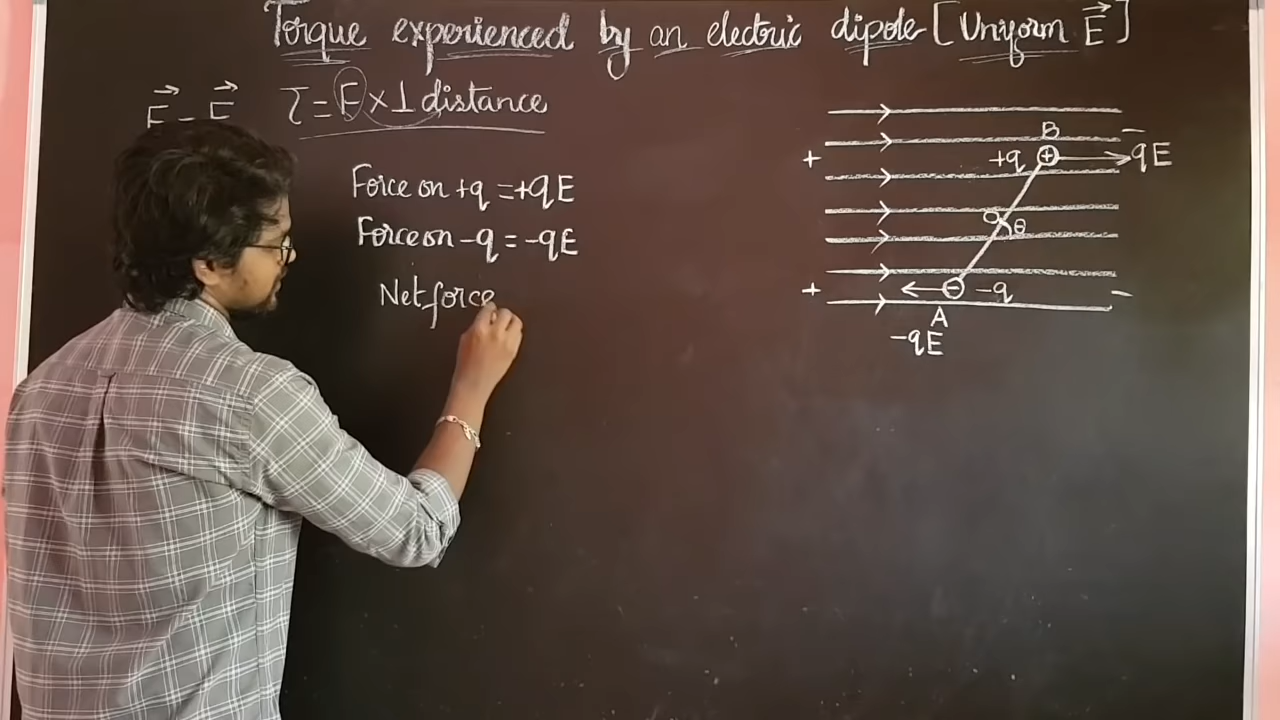 Torque experienced by an electric dipole [Uniform E⃗]
τ = F × ⊥ distance
Force on +q = +qE
Force on -q = -qE
Net force
B
+ +q + qE −
O θ
+ − -q −
A
-qE